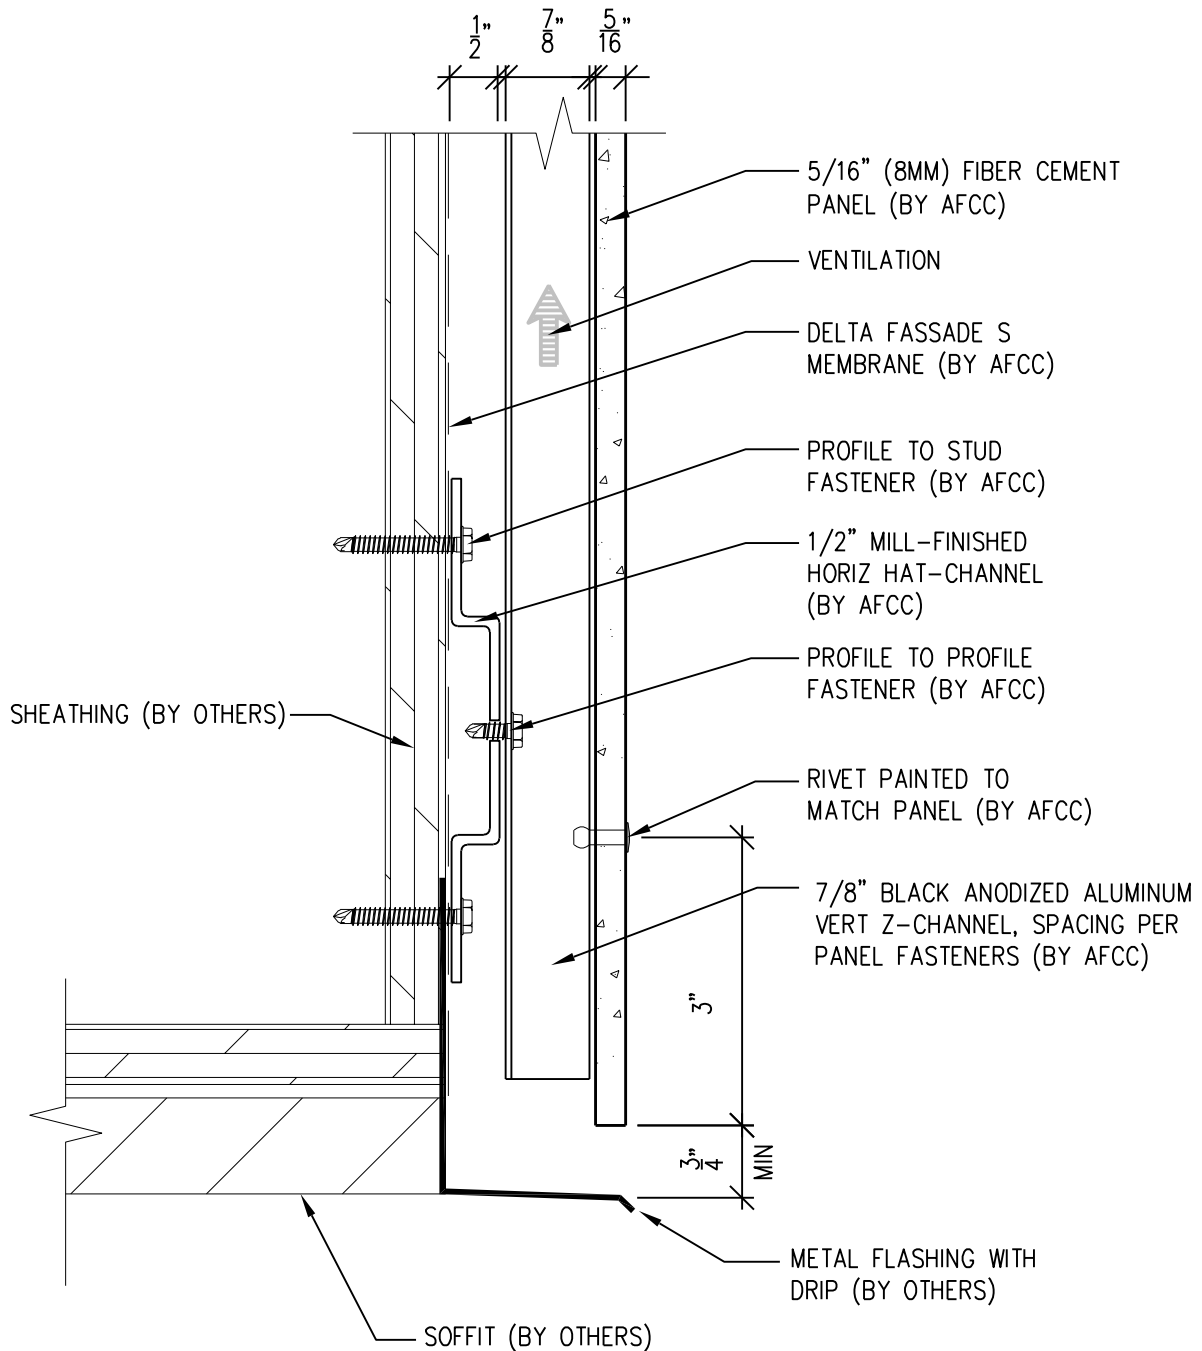 1/2" 7/8" 5/16"
5/16" (8MM) FIBER CEMENT
PANEL (BY AFCC)
VENTILATION
DELTA FASSADE S
MEMBRANE (BY AFCC)
PROFILE TO STUD
FASTENER (BY AFCC)
1/2" MILL-FINISHED
HORIZ HAT-CHANNEL
(BY AFCC)
PROFILE TO PROFILE
FASTENER (BY AFCC)
SHEATHING (BY OTHERS)
RIVET PAINTED TO
MATCH PANEL (BY AFCC)
7/8" BLACK ANODIZED ALUMINUM
VERT Z-CHANNEL, SPACING PER
PANEL FASTENERS (BY AFCC)
3"
3/4"
MIN
METAL FLASHING WITH
DRIP (BY OTHERS)
SOFFIT (BY OTHERS)